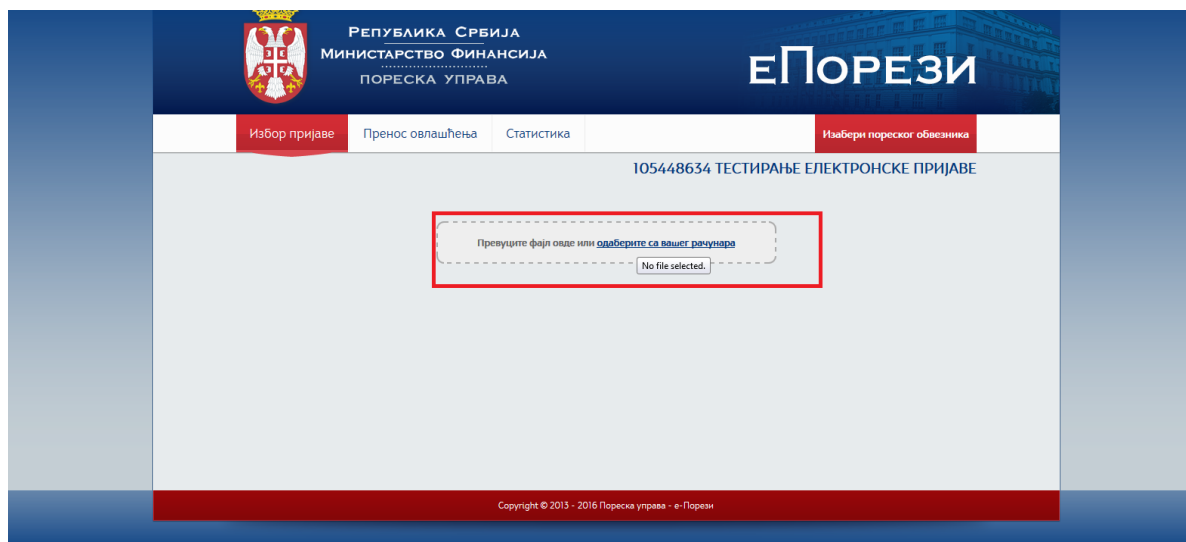 Република Србија
Министарство Финансија
ПОРЕСКА УПРАВА
еПорези
Избор пријаве
Пренос овлашћења
Статистика
Изабери пореског обвезника
105448634 ТЕСТИРАЊЕ ЕЛЕКТРОНСКЕ ПРИЈАВЕ
Превуците фајл овде или одаберите са вашег рачунара
No file selected.
Copyright © 2013 - 2016 Пореска управа - е-Порези